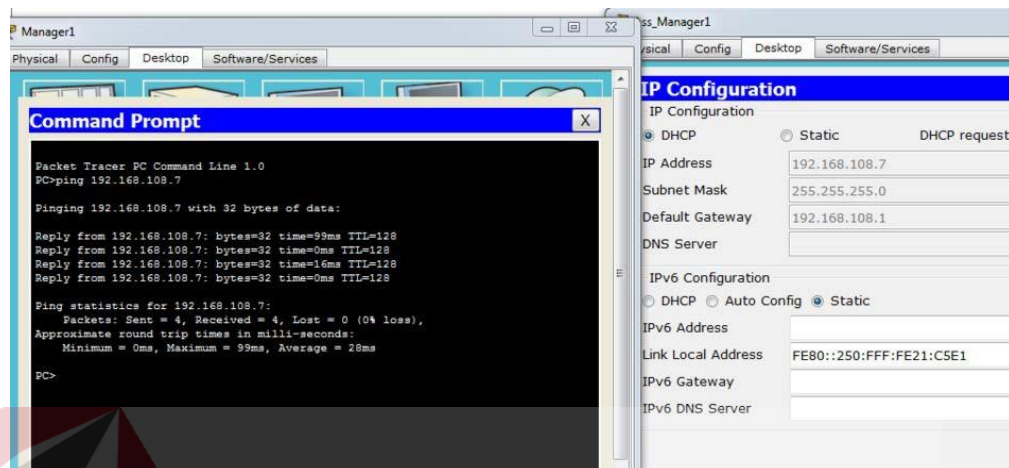 Manager1
Physical Config Desktop Software/Services
Command Prompt
X
Packet Tracer PC Command Line 1.0
PC>ping 192.168.108.7
Pinging 192.168.108.7 with 32 bytes of data:
Reply from 192.168.108.7: bytes=32 time=99ms TTL=128
Reply from 192.168.108.7: bytes=32 time=0ms TTL=128
Reply from 192.168.108.7: bytes=32 time=16ms TTL=128
Reply from 192.168.108.7: bytes=32 time=0ms TTL=128
Ping statistics for 192.168.108.7:
Packets: Sent = 4, Received = 4, Lost = 0 (0% loss),
Approximate round trip times in milli-seconds:
Minimum = 0ms, Maximum = 99ms, Average = 28ms
PC>
ss_Manager1
ysical Config Desktop Software/Services
IP Configuration
IP Configuration
DHCP Static DHCP request
IP Address 192.168.108.7
Subnet Mask 255.255.255.0
Default Gateway 192.168.108.1
DNS Server
IPv6 Configuration
DHCP Auto Config Static
IPv6 Address
Link Local Address FE80::250:FFF:FE21:C5E1
IPv6 Gateway
IPv6 DNS Server